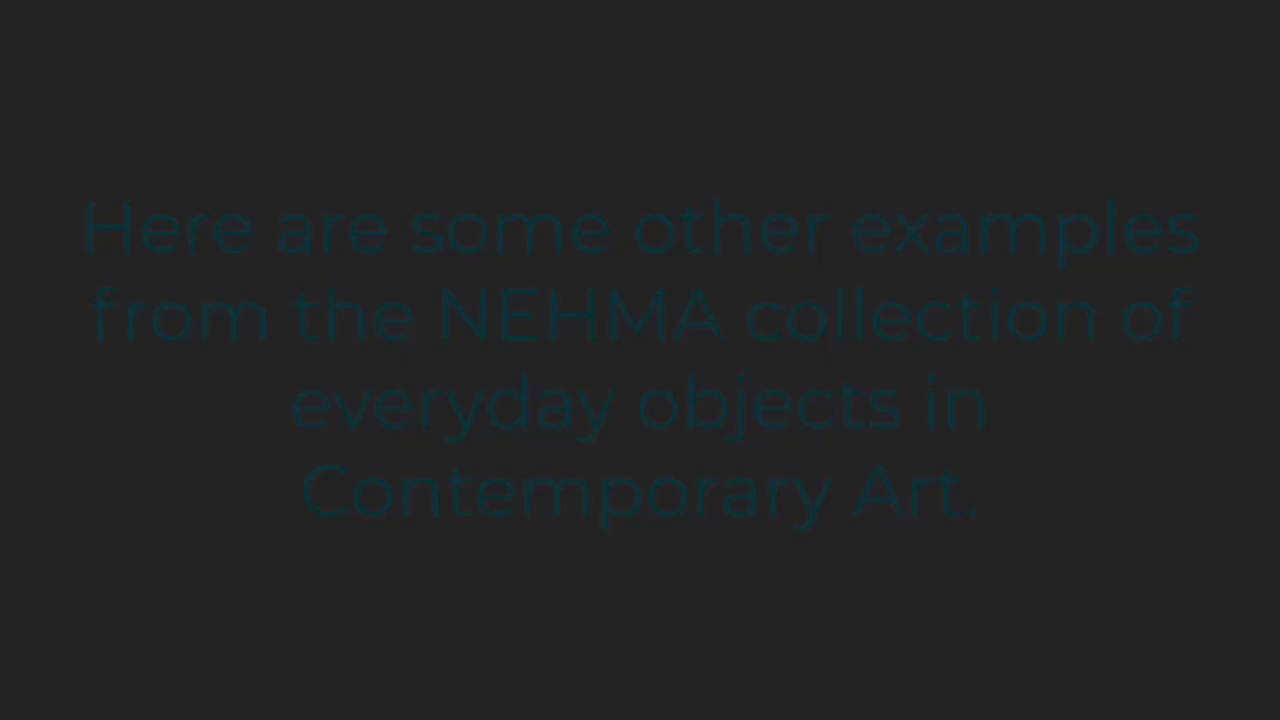 Here are some other examples
from the NEHMA collection of
everyday objects in
Contemporary Art.